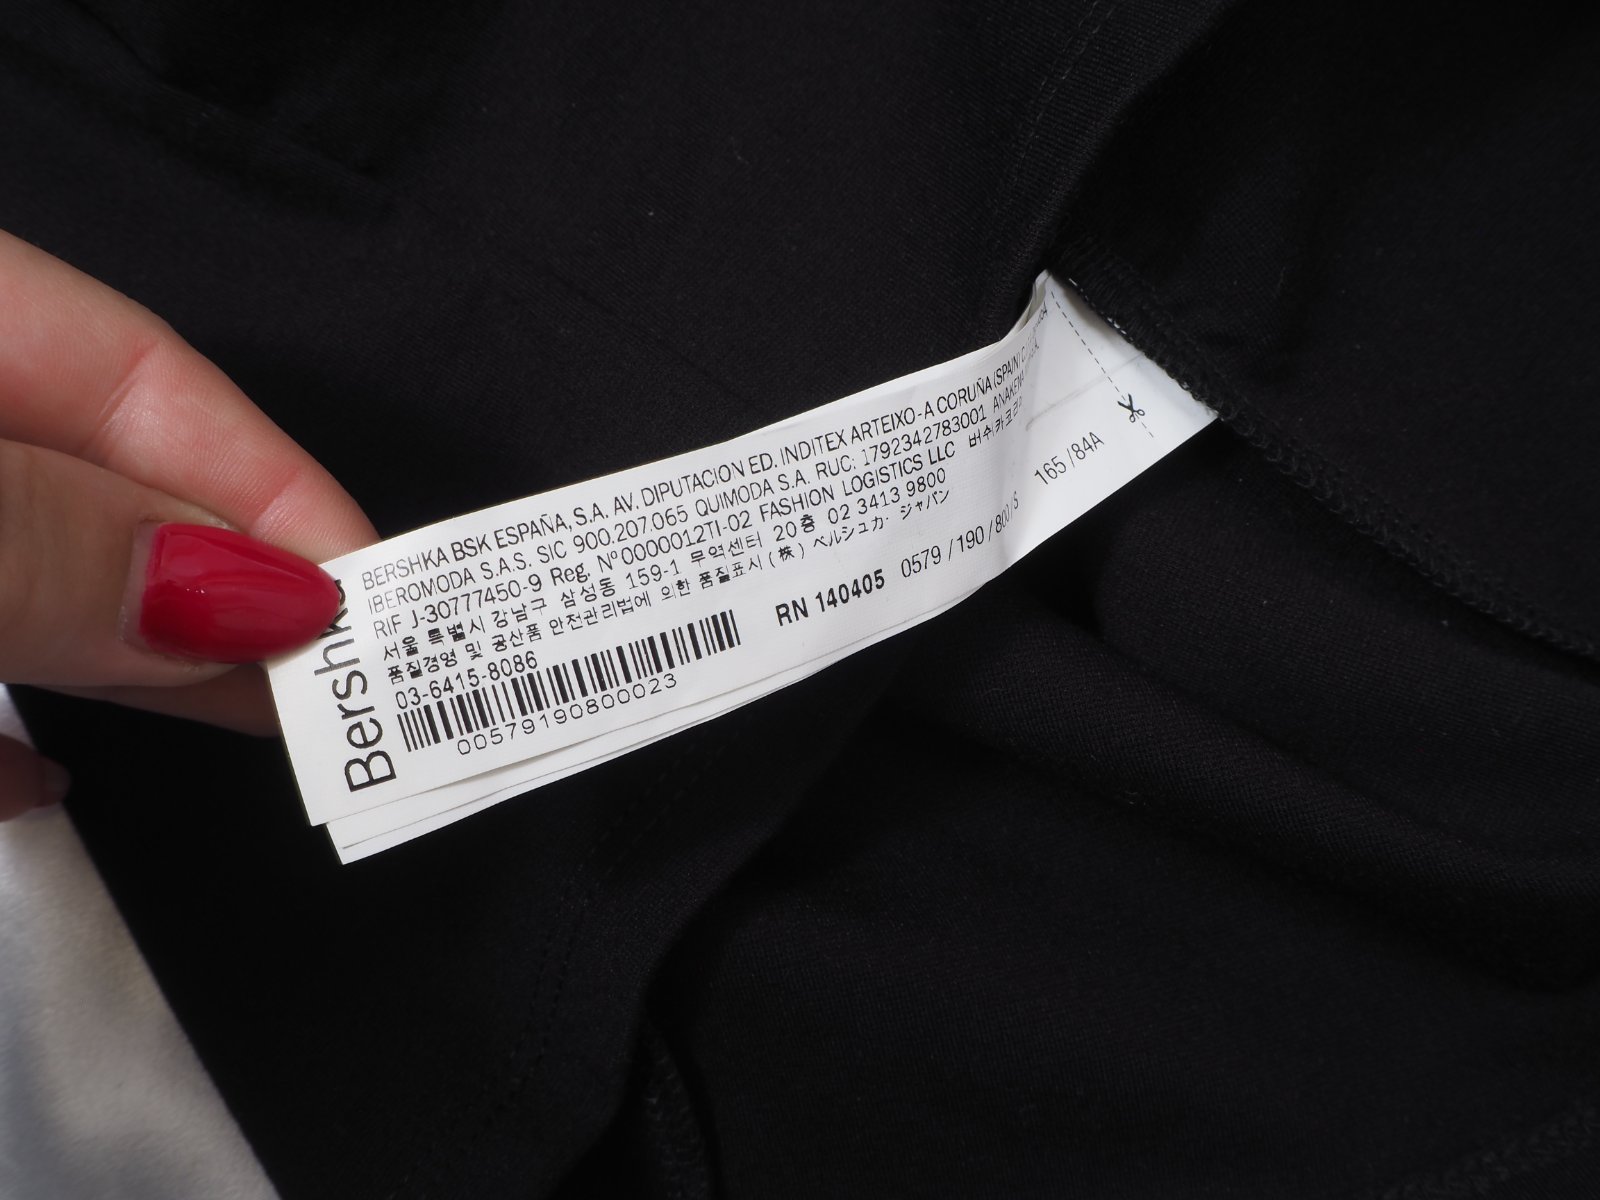 Bershka
BERSHKA BSK ESPAÑA, S.A. AV. DIPUTACION ED. INDITEX ARTEIXO-A CORUÑA (SPAIN)
IBEROMODA S.A.S. SIC 900.207.065 QUIMODA S.A. RUC: 1792342783001
RIF J-30777450-9 Reg. Nº0000012TI-02 FASHION LOGISTICS LLC 버쉬카코리아
서울 특별시 강남구 삼성동 159-1 무역센터 20층 02 3413 9800
품질경영 및 공산품 안전관리법에 의한 품질표시 (株) ベルシュカ・ジャパン
03-6415-8086
00579190800023
RN 140405
0579 / 190 / 800/S
165 /84A